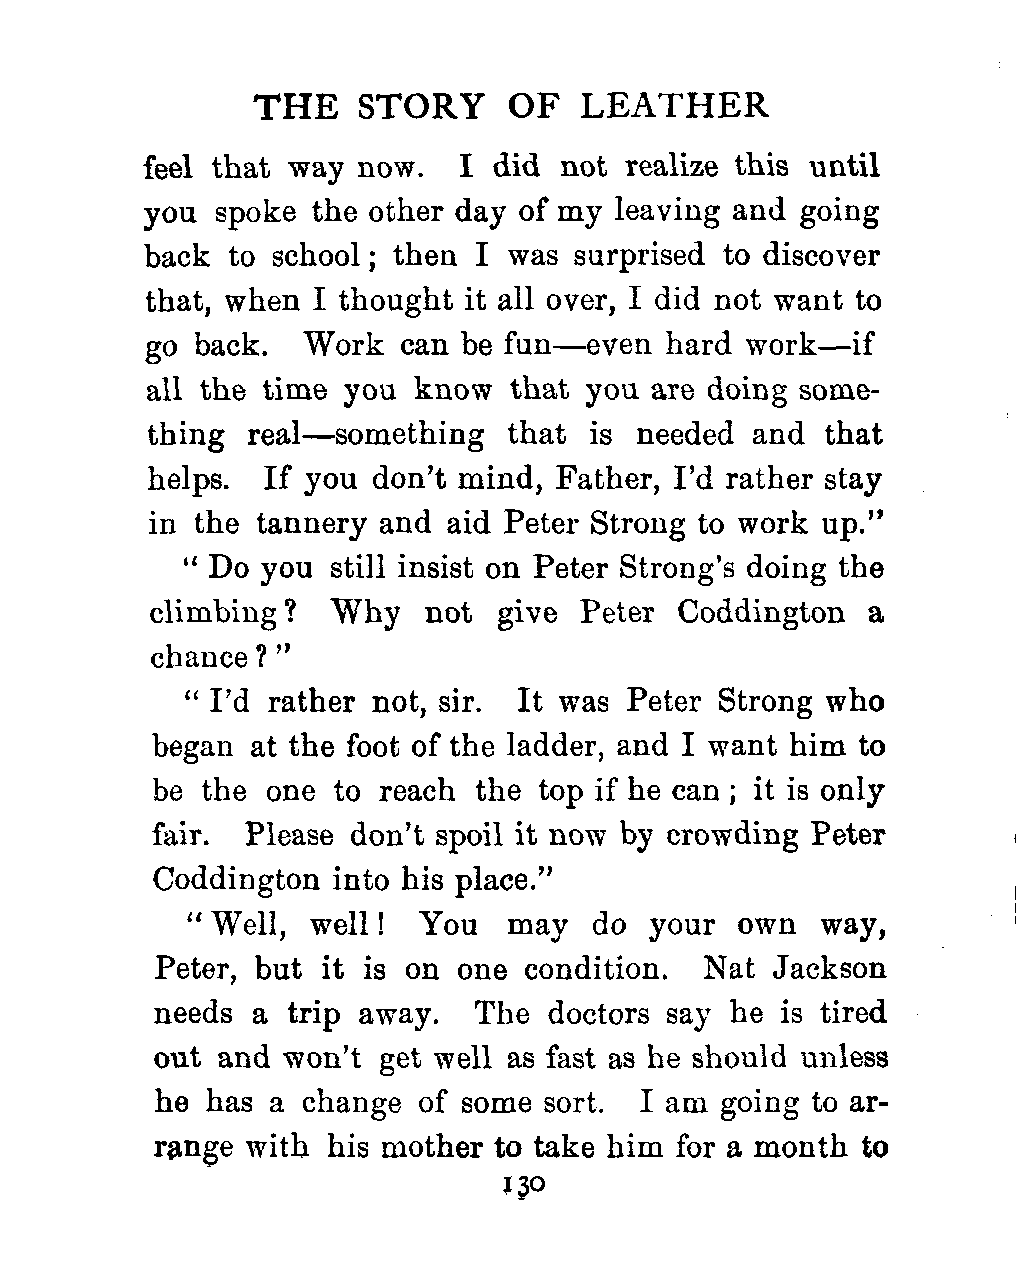 THE STORY OF LEATHER
feel that way now. I did not realize this until
you spoke the other day of my leaving and going
back to school; then I was surprised to discover
that, when I thought it all over, I did not want to
go back. Work can be fun—even hard work—if
all the time you know that you are doing some-
thing real—something that is needed and that
helps. If you don't mind, Father, I'd rather stay
in the tannery and aid Peter Strong to work up."
"Do you still insist on Peter Strong's doing the
climbing? Why not give Peter Coddington a
chance?"
"I'd rather not, sir. It was Peter Strong who
began at the foot of the ladder, and I want him to
be the one to reach the top if he can; it is only
fair. Please don't spoil it now by crowding Peter
Coddington into his place."
"Well, well! You may do your own way,
Peter, but it is on one condition. Nat Jackson
needs a trip away. The doctors say he is tired
out and won't get well as fast as he should unless
he has a change of some sort. I am going to ar-
range with his mother to take him for a month to
130